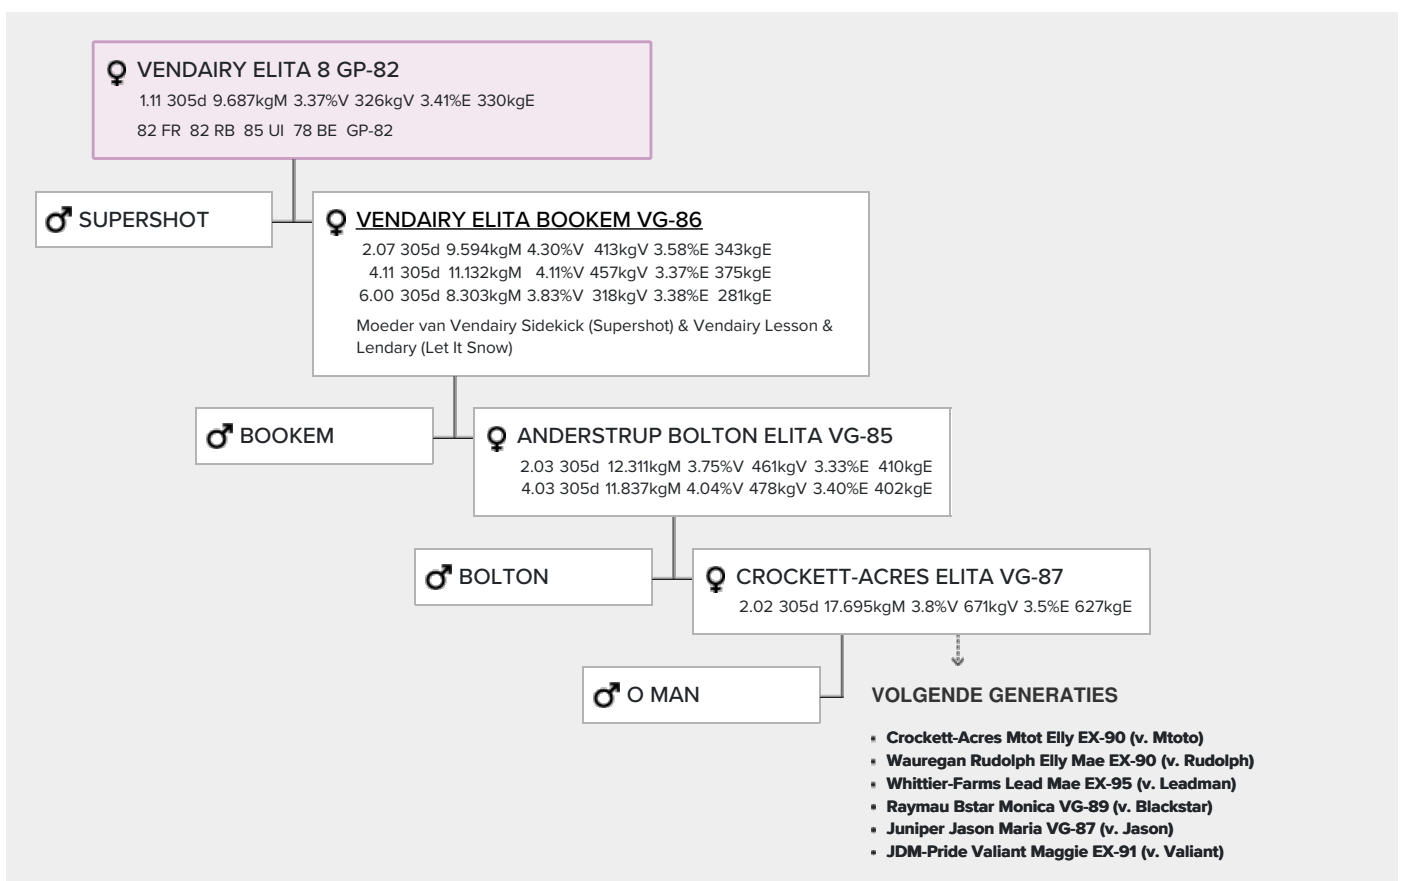 VENDAIRY ELITA 8 GP-82
1.11 305d 9.687kgM 3.37%V 326kgV 3.41%E 330kgE
82 FR 82 RB 85 UI 78 BE GP-82
SUPERSHOT
VENDAIRY ELITA BOOKEM VG-86
2.07 305d 9.594kgM 4.30%V 413kgV 3.58%E 343kgE
4.11 305d 11.132kgM 4.11%V 457kgV 3.37%E 375kgE
6.00 305d 8.303kgM 3.83%V 318kgV 3.38%E 281kgE
Moeder van Vendairy Sidekick (Supershot) & Vendairy Lesson &
Lendary (Let It Snow)
BOOKEM
ANDERSTRUP BOLTON ELITA VG-85
2.03 305d 12.311kgM 3.75%V 461kgV 3.33%E 410kgE
4.03 305d 11.837kgM 4.04%V 478kgV 3.40%E 402kgE
BOLTON
CROCKETT-ACRES ELITA VG-87
2.02 305d 17.695kgM 3.8%V 671kgV 3.5%E 627kgE
O MAN
VOLGENDE GENERATIES
Crockett-Acres Mtot Elly EX-90 (v. Mtoto)
Wauregan Rudolph Elly Mae EX-90 (v. Rudolph)
Whittier-Farms Lead Mae EX-95 (v. Leadman)
Raymau Bstar Monica VG-89 (v. Blackstar)
Juniper Jason Maria VG-87 (v. Jason)
JDM-Pride Valiant Maggie EX-91 (v. Valiant)